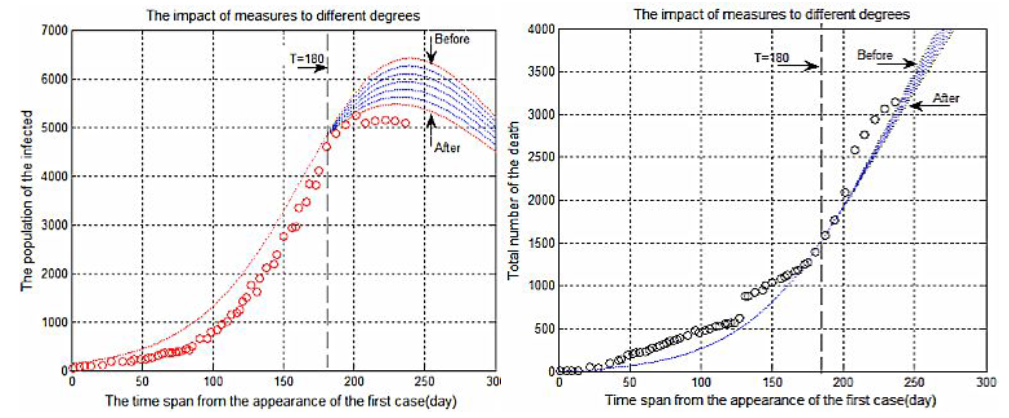 The impact of measures to different degrees
7000
6000
5000
4000
3000
2000
1000
0
0 50 100 150 200 250 30
T=180
Before
After
The population of the infected
The time span from the appearance of the first case(day)
The impact of measures to different degrees
4000
3500
3000
2500
2000
1500
1000
500
0
0 50 100 150 200 250 300
T=180
Before
After
Total number of the death
Time span from the appearance of the first case(day)